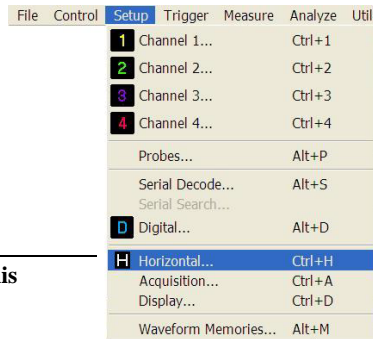 File Control Setup Trigger Measure Analyze Util
1 Channel 1... Ctrl+1
2 Channel 2... Ctrl+2
3 Channel 3... Ctrl+3
4 Channel 4... Ctrl+4
Probes... Alt+P
Serial Decode... Alt+S
Serial Search...
D Digital... Alt+D
H Horizontal... Ctrl+H
is
Acquisition... Ctrl+A
Display... Ctrl+D
Waveform Memories... Alt+M